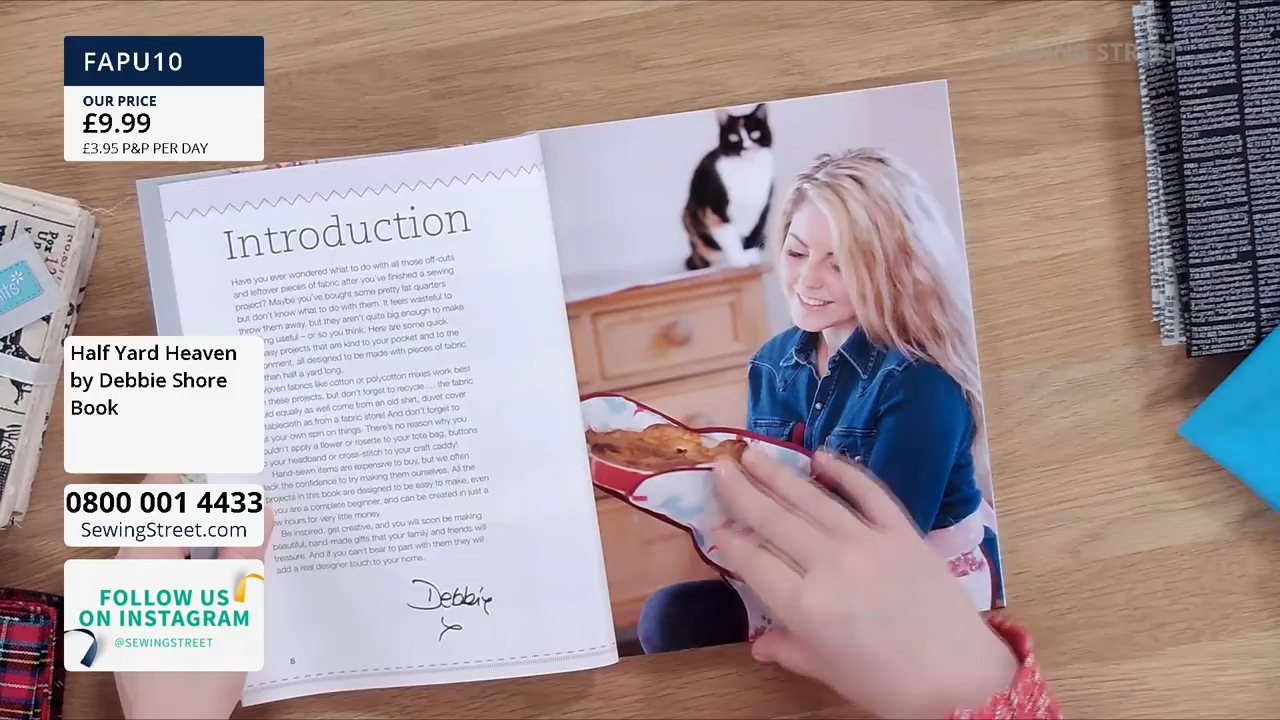 FAPU10
OUR PRICE
£9.99
£3.95 P&P PER DAY
SEWING STREET
Introduction
Have you ever wondered what to do with all those off-cuts
and leftover pieces of fabric after you've finished a sewing
project? Maybe you've bought some pretty fat quarters
but don't know what to do with them. It feels wasteful to
throw them away, but they aren't quite big enough to make
useful – or so you think. Here are some quick
projects that are kind to your pocket and to the
all designed to be made with pieces of fabric
than half a yard long.
fabrics like cotton or polycotton mixes work best
these projects, but don't forget to recycle ... the fabric
equally as well come from an old shirt, duvet cover
as from a fabric store! And don't forget to
your own spin on things. There's no reason why you
apply a flower or rosette to your tote bag, buttons
your headband or cross-stitch to your craft caddy!
Hand-sewn items are expensive to buy, but we often
the confidence to try making them ourselves. All the
projects in this book are designed to be easy to make, even
you are a complete beginner, and can be created in just a
hours for very little money.
Be inspired, get creative, and you will soon be making
beautiful, hand-made gifts that your family and friends will
treasure. And if you can't bear to part with them they will
add a real designer touch to your home.
Debbie
x
8
Half Yard Heaven
by Debbie Shore
Book
0800 001 4433
SewingStreet.com
FOLLOW US
ON INSTAGRAM
@SEWINGSTREET